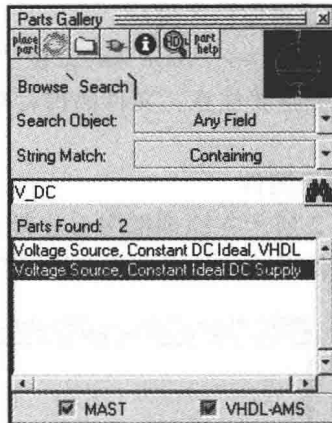 Parts Gallery
place part
HDL
part help
Browse Search
Search Object: Any Field
String Match: Containing
V_DC
Parts Found: 2
Voltage Source, Constant DC Ideal, VHDL
Voltage Source, Constant Ideal DC Supply
MAST VHDL-AMS